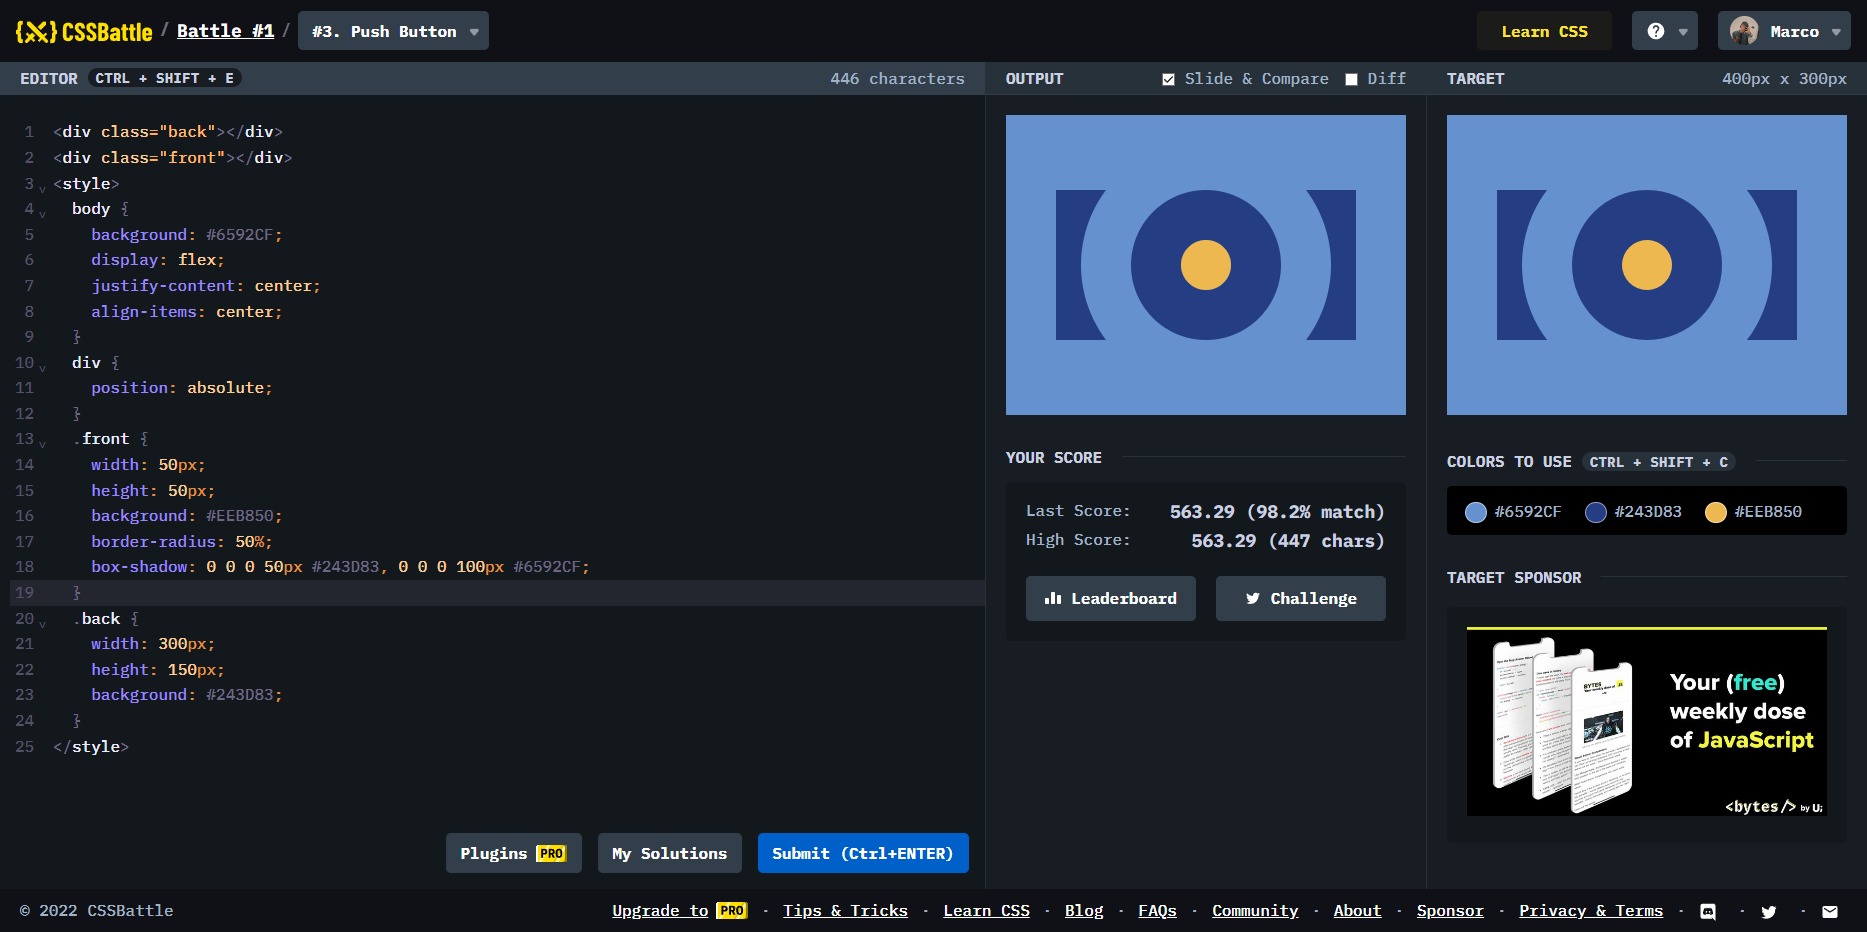 CSSBattle / Battle #1 / #3. Push Button
Learn CSS
?
Marco
EDITOR CTRL + SHIFT + E
446 characters
1 <div class="back"></div>
2 <div class="front"></div>
3 <style>
4 body {
5 background: #6592CF;
6 display: flex;
7 justify-content: center;
8 align-items: center;
9 }
10 div {
11 position: absolute;
12 }
13 .front {
14 width: 50px;
15 height: 50px;
16 background: #EEB850;
17 border-radius: 50%;
18 box-shadow: 0 0 0 50px #243D83, 0 0 0 100px #6592CF;
19 }
20 .back {
21 width: 300px;
22 height: 150px;
23 background: #243D83;
24 }
25 </style>
Plugins PRO
My Solutions
Submit (Ctrl+ENTER)
OUTPUT
Slide & Compare
Diff
YOUR SCORE
Last Score: 563.29 (98.2% match)
High Score: 563.29 (447 chars)
Leaderboard
Challenge
TARGET
400px x 300px
COLORS TO USE CTRL + SHIFT + C
#6592CF #243D83 #EEB850
TARGET SPONSOR
Your (free)
weekly dose
of JavaScript
<bytes/> by Ui
© 2022 CSSBattle
Upgrade to PRO · Tips & Tricks · Learn CSS · Blog · FAQs · Community · About · Sponsor · Privacy & Terms · · ·